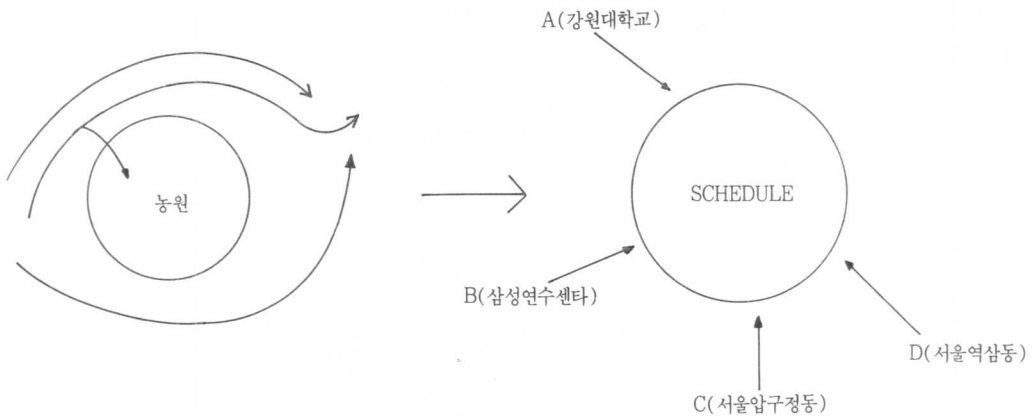 A(강원대학교)
농원
SCHEDULE
B(삼성연수센타)
D(서울역삼동)
C(서울압구정동)